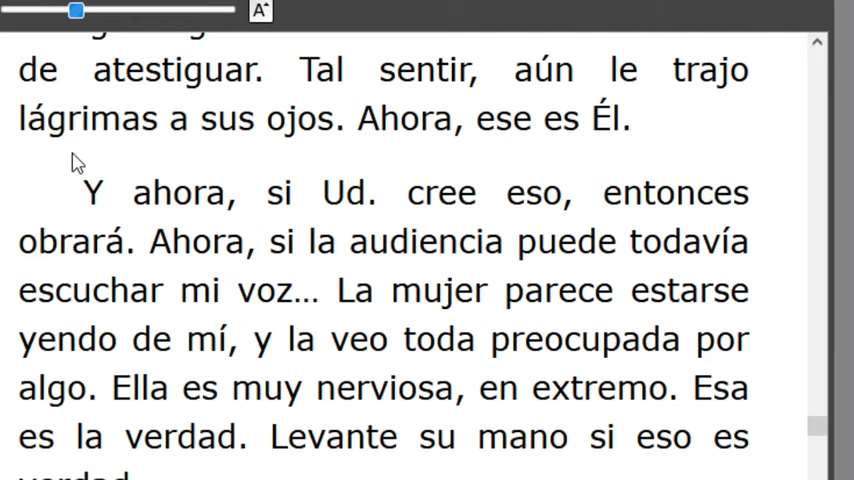 A
de atestiguar. Tal sentir, aún le trajo
lágrimas a sus ojos. Ahora, ese es Él.
Y ahora, si Ud. cree eso, entonces
obrará. Ahora, si la audiencia puede todavía
escuchar mi voz... La mujer parece estarse
yendo de mí, y la veo toda preocupada por
algo. Ella es muy nerviosa, en extremo. Esa
es la verdad. Levante su mano si eso es
verdad.